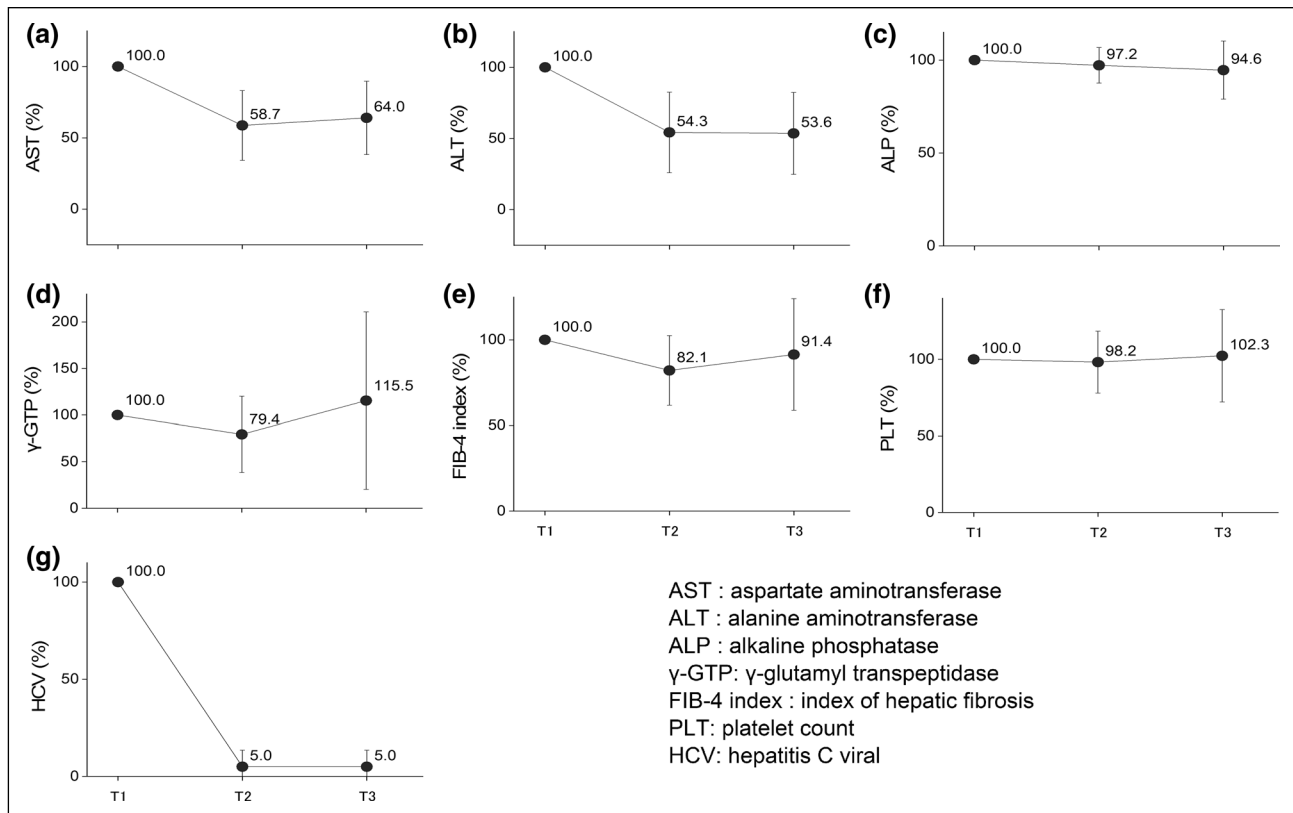 (a)
AST (%)
100
50
0
100.0
58.7
64.0
(b)
ALT (%)
100
50
0
100.0
54.3
53.6
(c)
ALP (%)
100
50
0
100.0
97.2
94.6
(d)
γ-GTP (%)
200
150
100
50
0
100.0
79.4
115.5
(e)
FIB-4 index (%)
100
50
0
100.0
82.1
91.4
T1 T2 T3
(f)
PLT (%)
100
50
0
100.0
98.2
102.3
T1 T2 T3
(g)
HCV (%)
100
50
0
100.0
5.0
5.0
T1 T2 T3
AST : aspartate aminotransferase
ALT : alanine aminotransferase
ALP : alkaline phosphatase
γ-GTP: γ-glutamyl transpeptidase
FIB-4 index : index of hepatic fibrosis
PLT: platelet count
HCV: hepatitis C viral